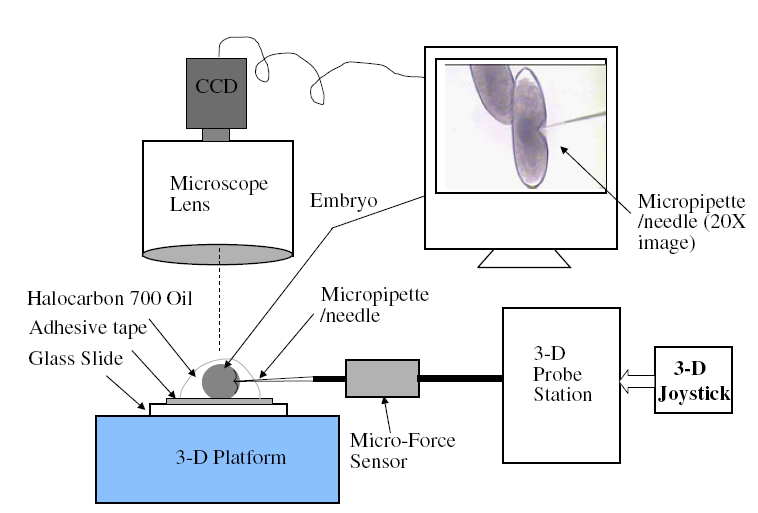 CCD
Microscope
Lens
Embryo
Micropipette
/needle (20X
image)
Halocarbon 700 Oil
Adhesive tape
Glass Slide
Micropipette
/needle
3-D
Probe
Station
3-D
Joystick
Micro-Force
Sensor
3-D Platform